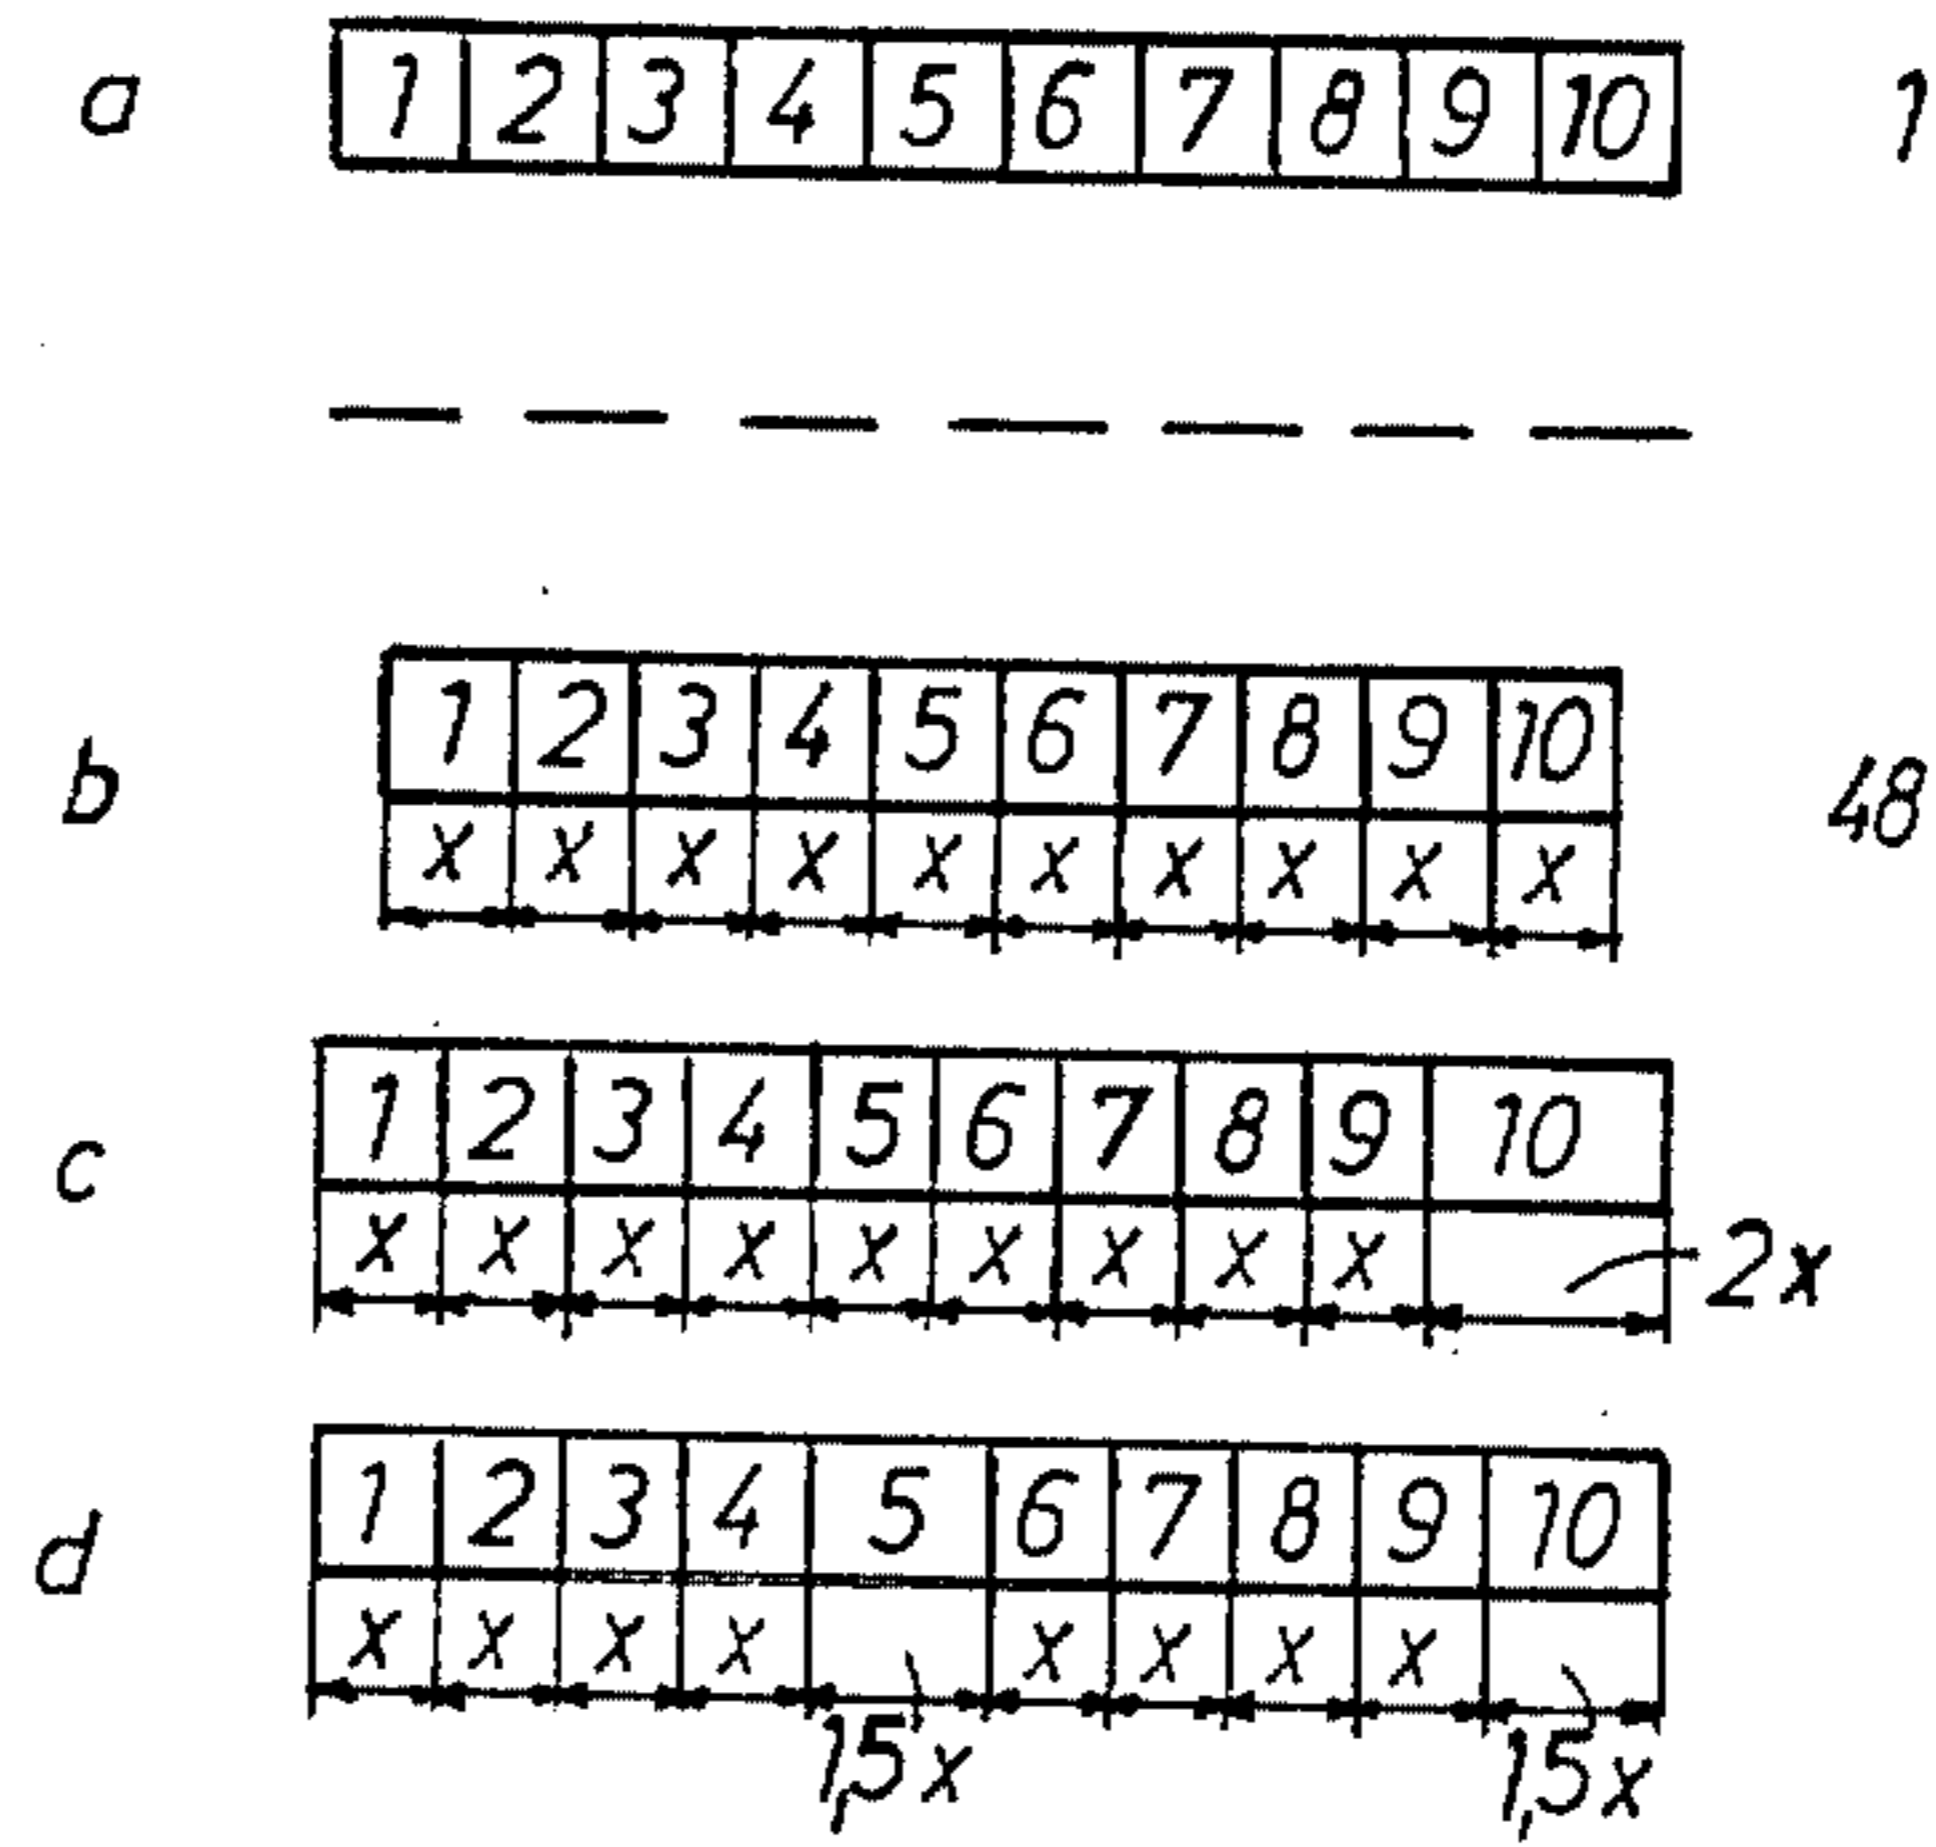 a 1 2 3 4 5 6 7 8 9 10 1
b 1 2 3 4 5 6 7 8 9 10 48
x x x x x x x x x x
c 1 2 3 4 5 6 7 8 9 10
x x x x x x x x x 2x
d 1 2 3 4 5 6 7 8 9 10
x x x x x x x x
1,5x 1,5x